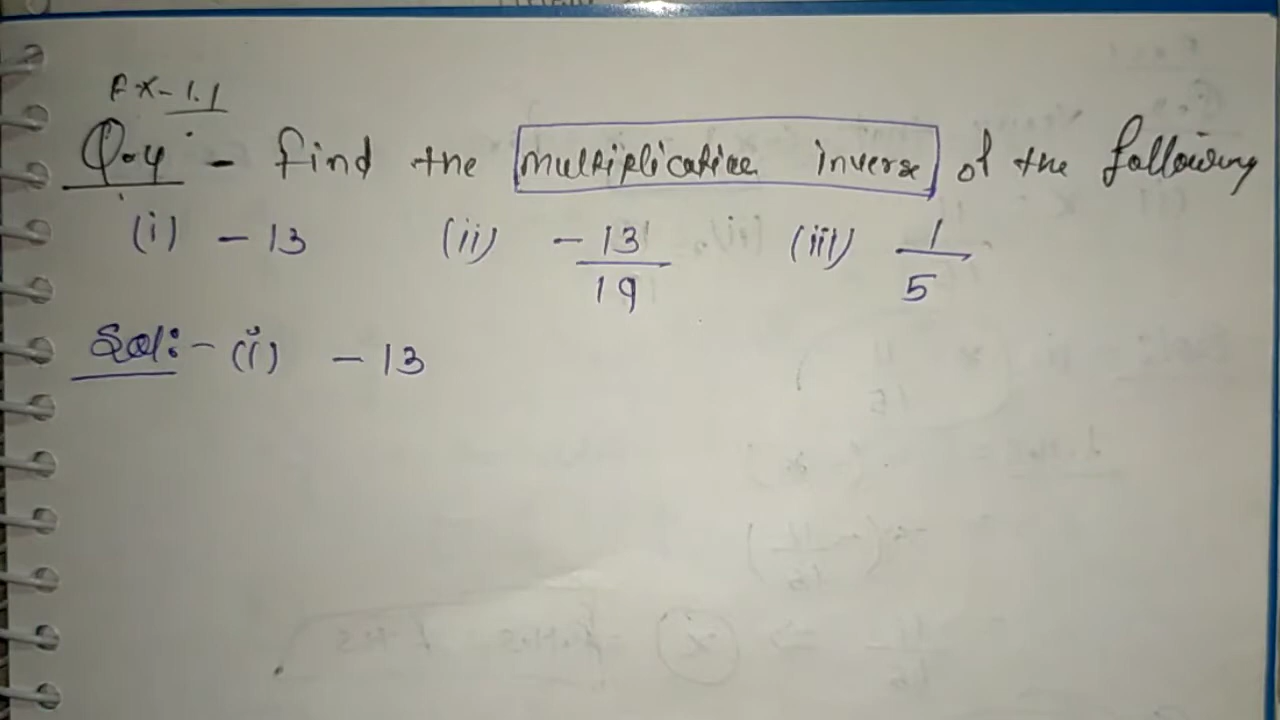 Ex-1.1
Q.4 - find the multiplicative inverse of the following
(i) -13 (ii) -13/19 (iii) 1/5
Sol:- (i) -13